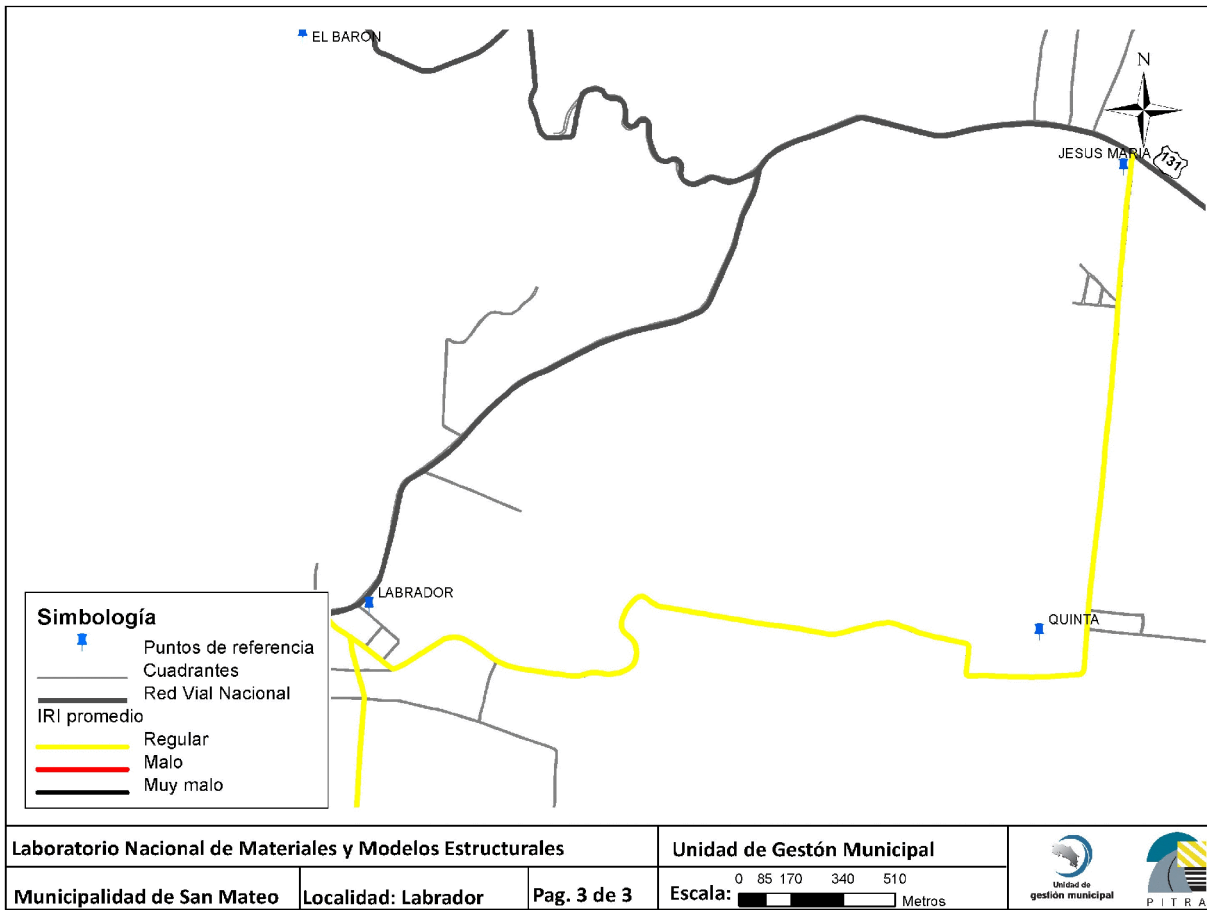 EL BARON
N
JESUS MARIA
131
LABRADOR
QUINTA
Simbología
Puntos de referencia
Cuadrantes
Red Vial Nacional
IRI promedio
Regular
Malo
Muy malo
Laboratorio Nacional de Materiales y Modelos Estructurales
Unidad de Gestón Municipal
Municipalidad de San Mateo
Localidad: Labrador
Pag. 3 de 3
Escala:
0 85 170 340 510
Metros
Unidad de
gestión municipal
PITRA